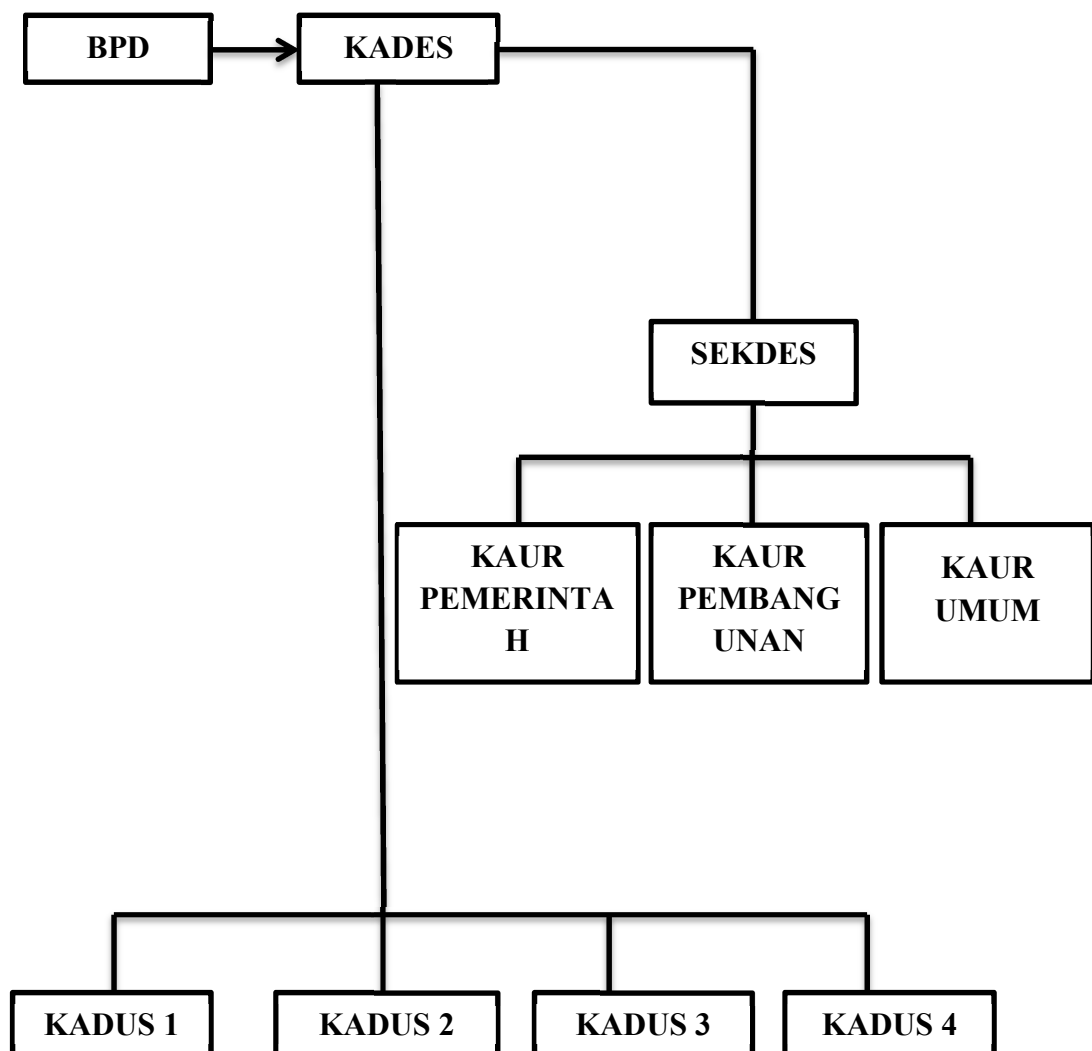 BPD
KADES
SEKDES
KAUR
PEMERINTA
H
KAUR
PEMBANG
UNAN
KAUR
UMUM
KADUS 1
KADUS 2
KADUS 3
KADUS 4